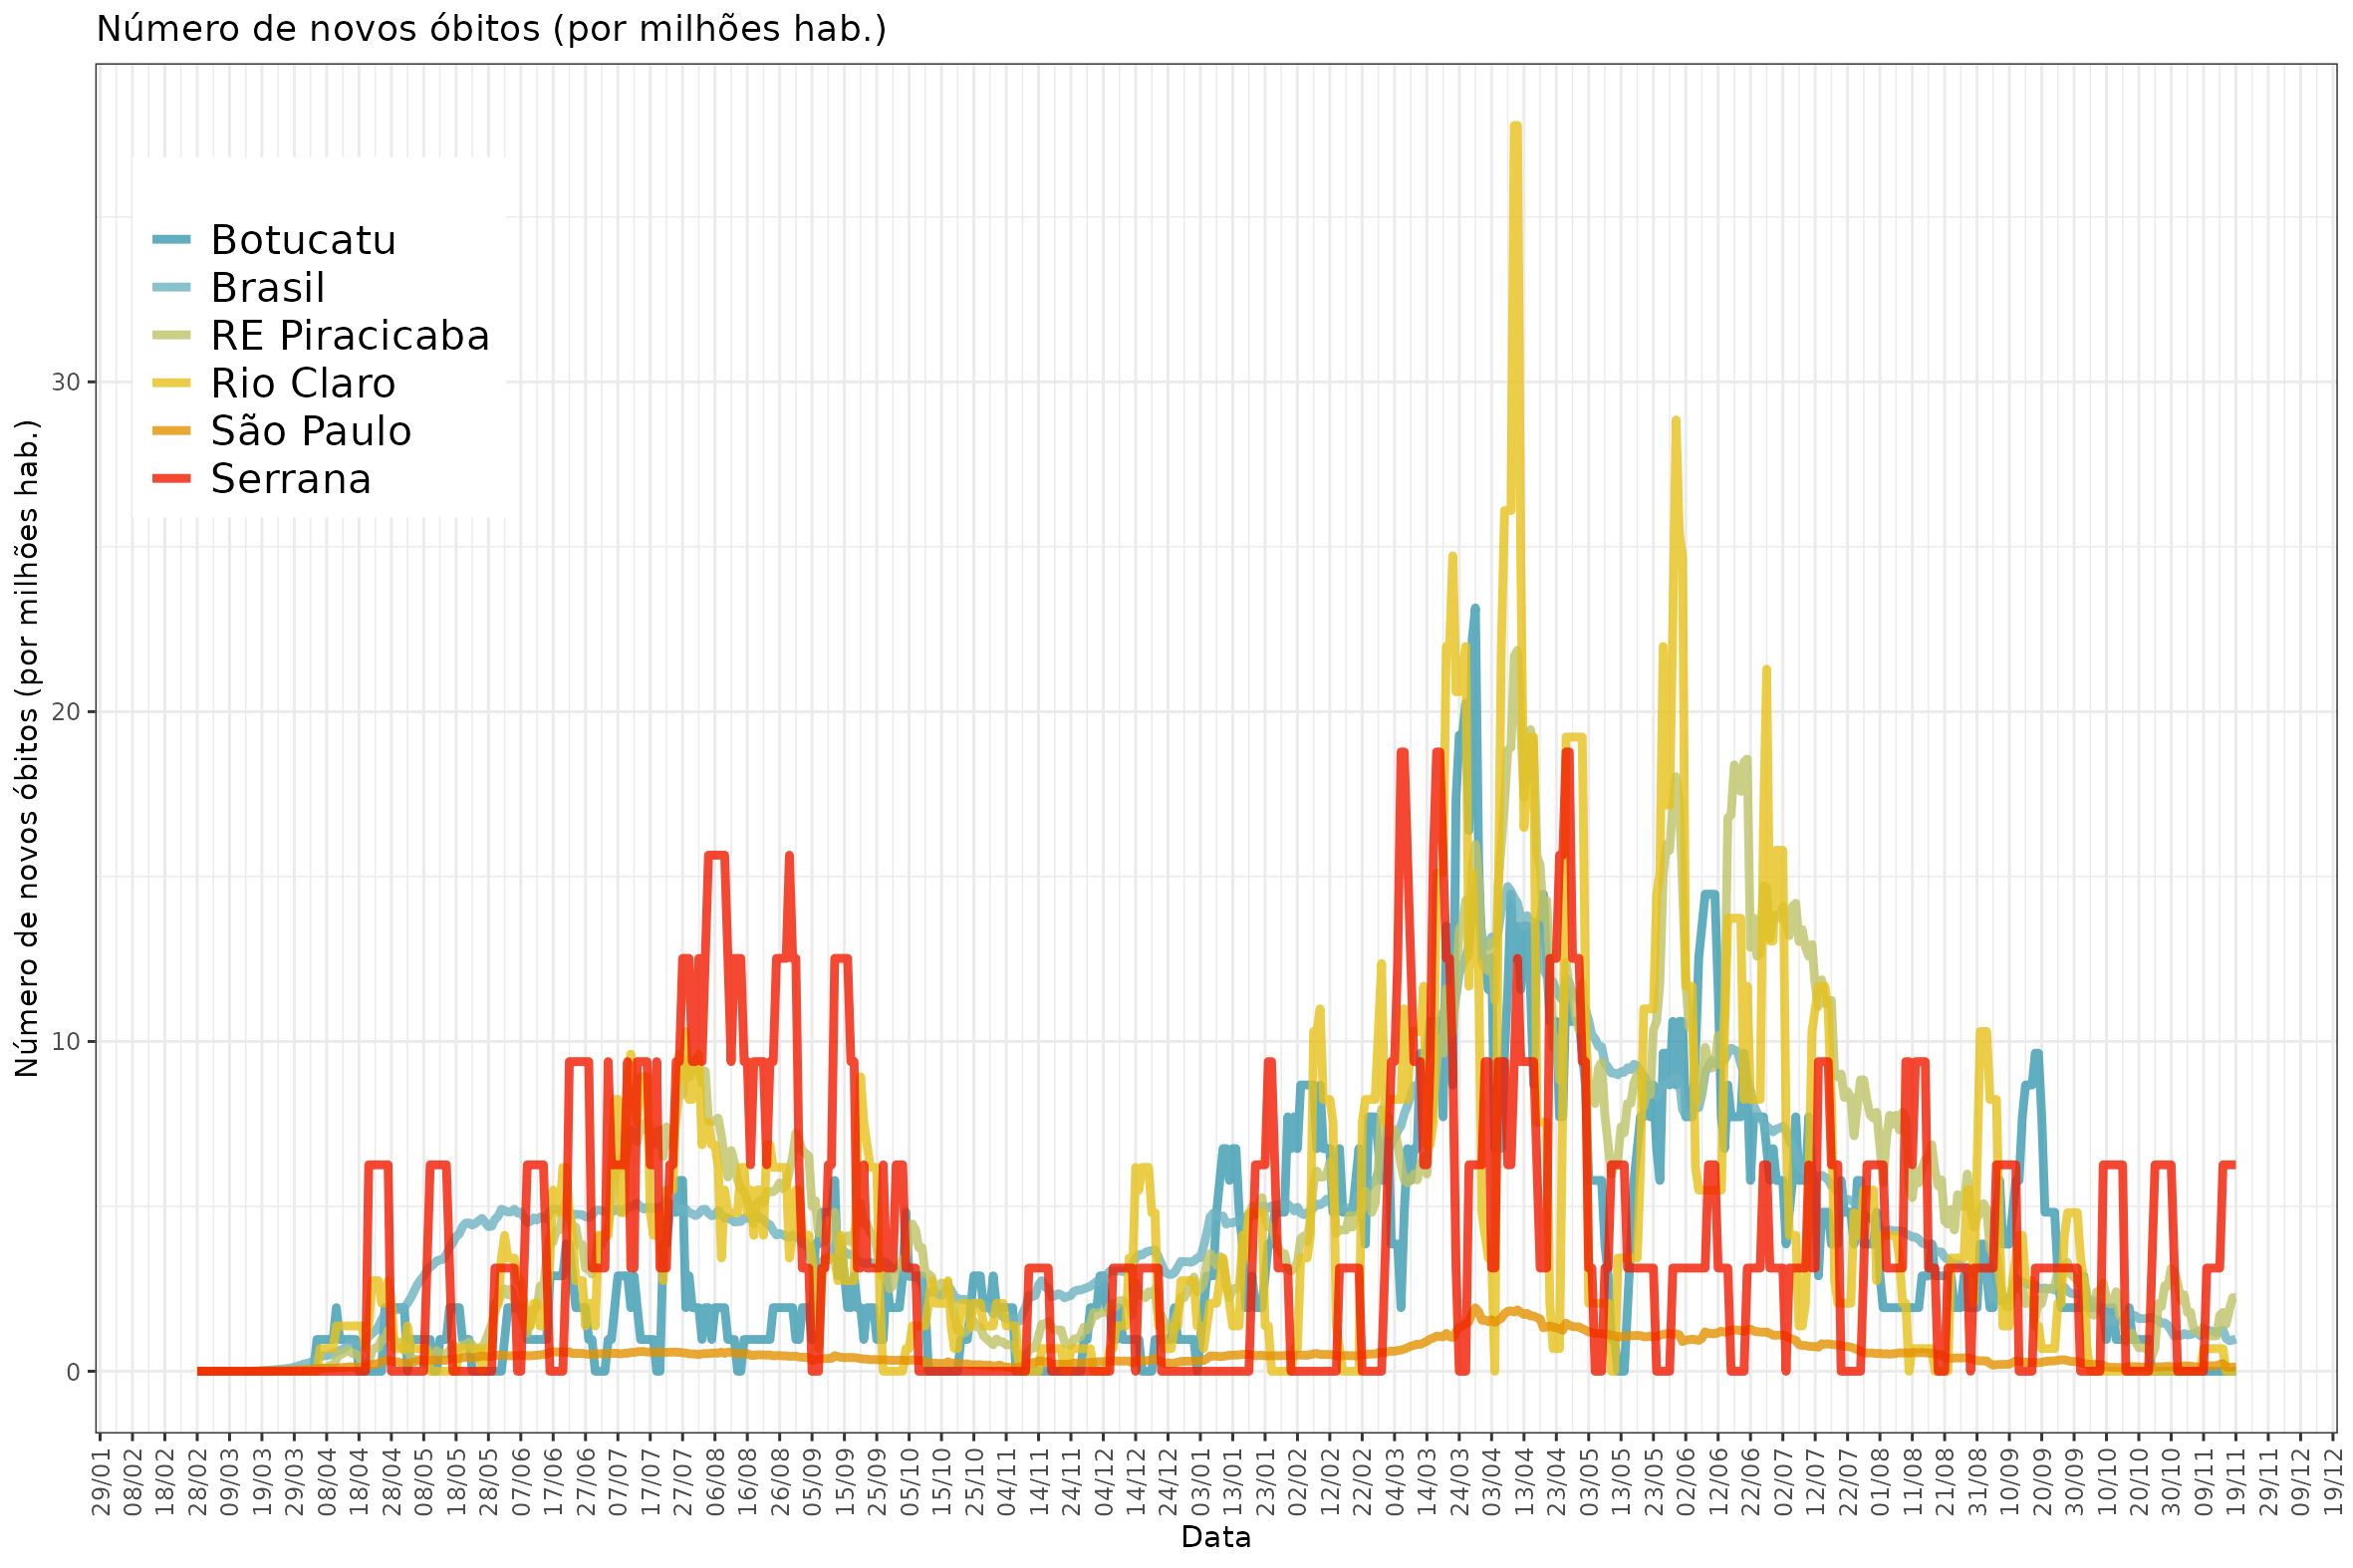 Número de novos óbitos (por milhões hab.)
Botucatu
Brasil
RE Piracicaba
Rio Claro
São Paulo
Serrana
Número de novos óbitos (por milhões hab.)
30
20
10
0
29/01 08/02 18/02 28/02 09/03 19/03 29/03 08/04 18/04 28/04 08/05 18/05 28/05 07/06 17/06 27/06 07/07 17/07 27/07 06/08 16/08 26/08 05/09 15/09 25/09 05/10 15/10 25/10 04/11 14/11 24/11 04/12 14/12 24/12 03/01 13/01 23/01 02/02 12/02 22/02 04/03 14/03 24/03 03/04 13/04 23/04 03/05 13/05 23/05 02/06 12/06 22/06 02/07 12/07 22/07 01/08 11/08 21/08 31/08 10/09 20/09 30/09 10/10 20/10 30/10 09/11 19/11 29/11 09/12 19/12
Data